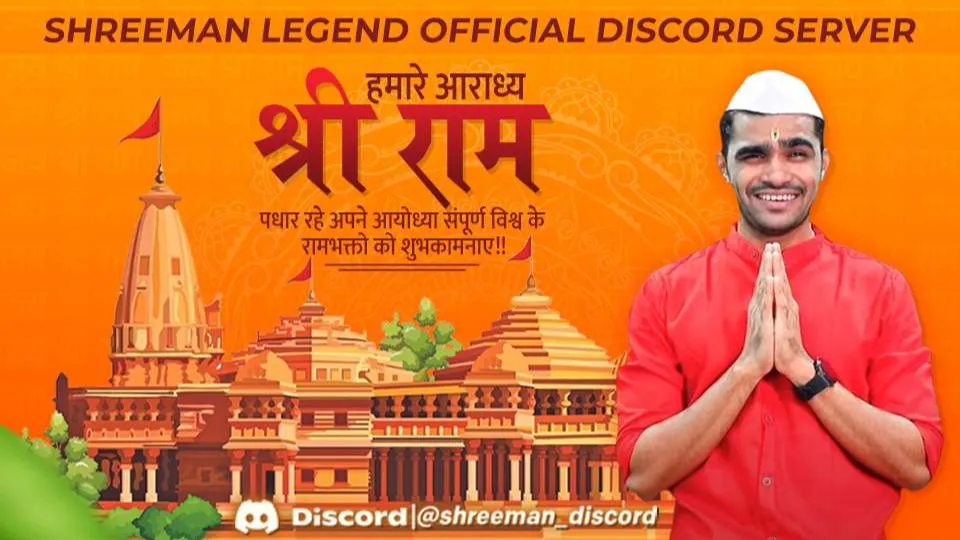 SHREEMAN LEGEND OFFICIAL DISCORD SERVER
हमारे आराध्य
श्री राम
पधार रहे अपने आयोध्या संपूर्ण विश्व के
रामभक्तो को शुभकामनाए!!
Discord|@shreeman_discord